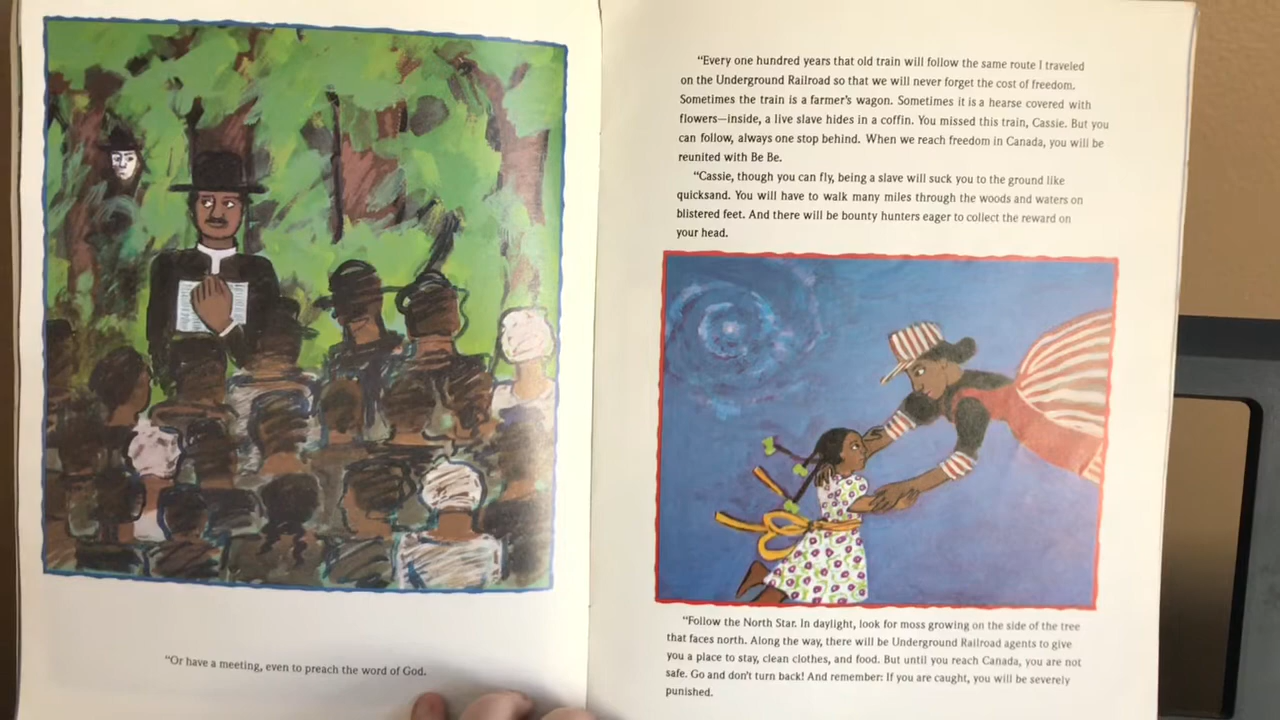 "Or have a meeting, even to preach the word of God.
"Every one hundred years that old train will follow the same route I traveled
on the Underground Railroad so that we will never forget the cost of freedom.
Sometimes the train is a farmer's wagon. Sometimes it is a hearse covered with
flowers—inside, a live slave hides in a coffin. You missed this train, Cassie. But you
can follow, always one stop behind. When we reach freedom in Canada, you will be
reunited with Be Be.
"Cassie, though you can fly, being a slave will suck you to the ground like
quicksand. You will have to walk many miles through the woods and waters on
blistered feet. And there will be bounty hunters eager to collect the reward on
your head.
"Follow the North Star. In daylight, look for moss growing on the side of the tree
that faces north. Along the way, there will be Underground Railroad agents to give
you a place to stay, clean clothes, and food. But until you reach Canada, you are not
safe. Go and don't turn back! And remember: If you are caught, you will be severely
punished.